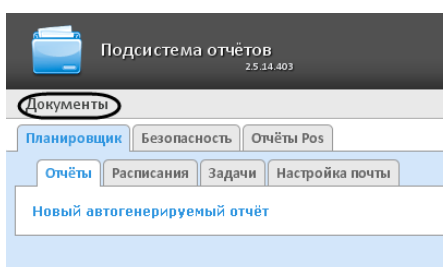 Подсистема отчётов
2.5.14.403
Документы
Планировщик Безопасность Отчёты Pos
Отчёты Расписания Задачи Настройка почты
Новый автогенерируемый отчёт